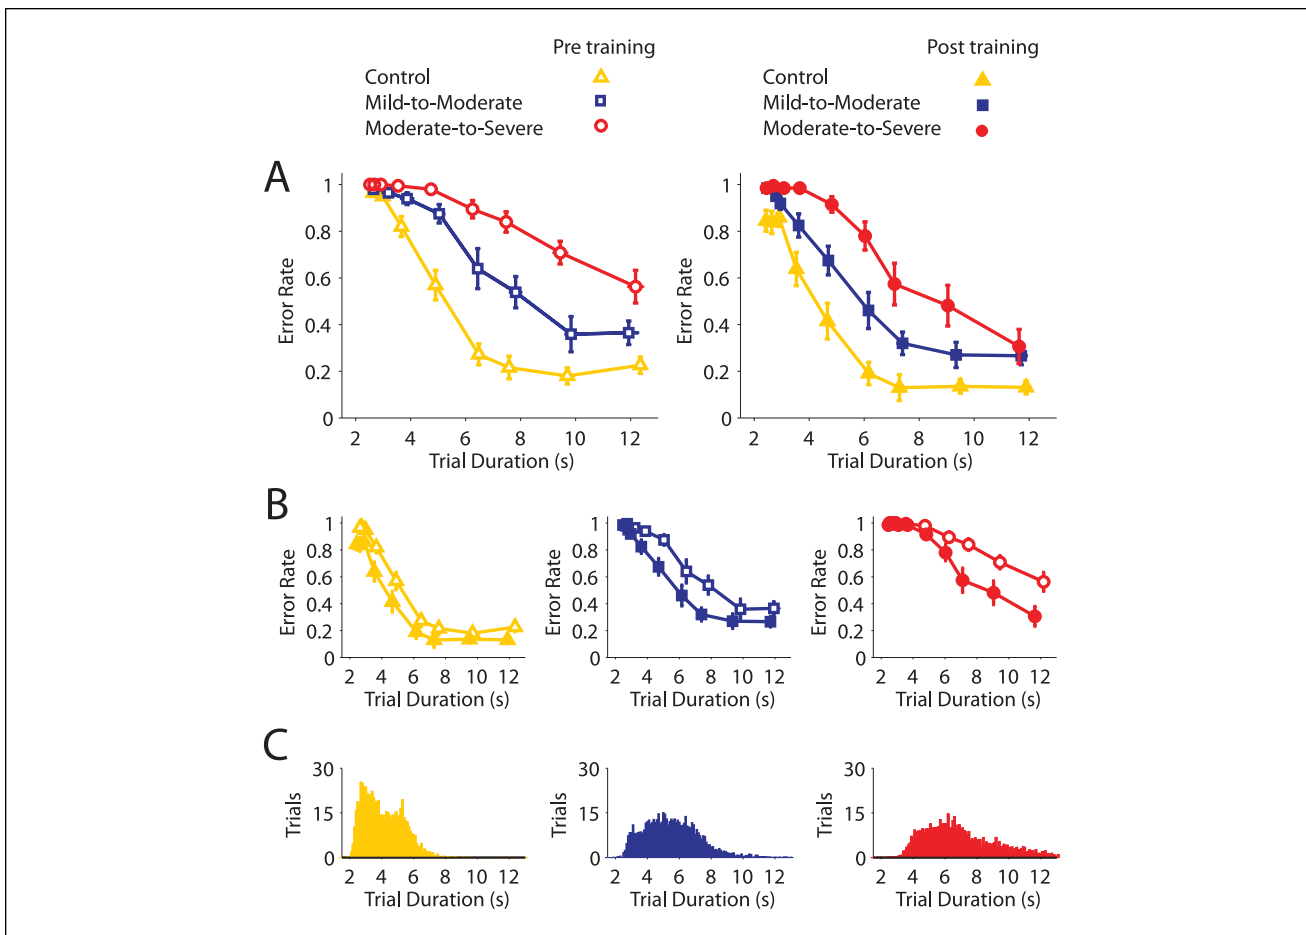 Pre training
Control
Mild-to-Moderate
Moderate-to-Severe
Post training
Control
Mild-to-Moderate
Moderate-to-Severe
A
Error Rate
1
0.8
0.6
0.4
0.2
0
2 4 6 8 10 12
Trial Duration (s)
Error Rate
1
0.8
0.6
0.4
0.2
0
2 4 6 8 10 12
Trial Duration (s)
B
Error Rate
1
0.8
0.6
0.4
0.2
0
2 4 6 8 10 12
Trial Duration (s)
Error Rate
1
0.8
0.6
0.4
0.2
0
2 4 6 8 10 12
Trial Duration (s)
Error Rate
1
0.8
0.6
0.4
0.2
0
2 4 6 8 10 12
Trial Duration (s)
C
Trials
30
15
0
2 4 6 8 10 12
Trial Duration (s)
Trials
30
15
0
2 4 6 8 10 12
Trial Duration (s)
Trials
30
15
0
2 4 6 8 10 12
Trial Duration (s)